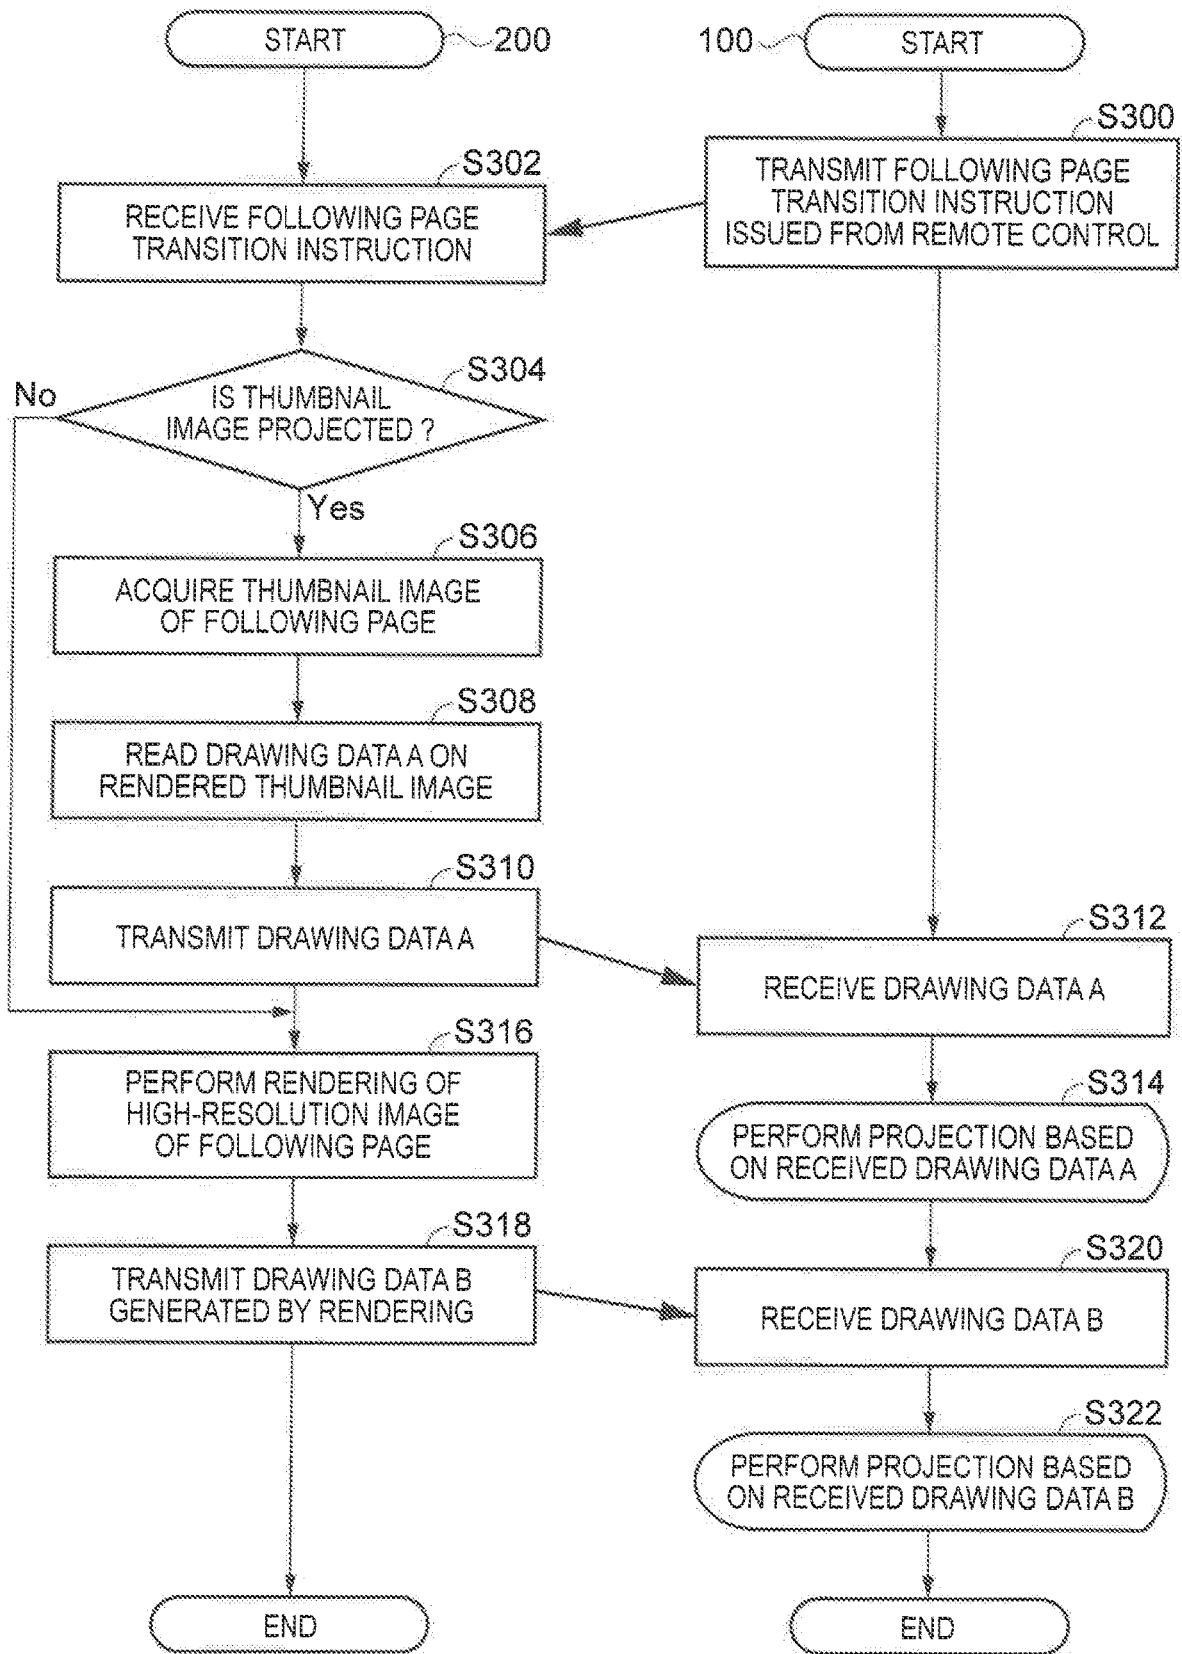 START
200
100
START
S300
TRANSMIT FOLLOWING PAGE
TRANSITION INSTRUCTION
ISSUED FROM REMOTE CONTROL
S302
RECEIVE FOLLOWING PAGE
TRANSITION INSTRUCTION
S304
No
IS THUMBNAIL
IMAGE PROJECTED ?
Yes
S306
ACQUIRE THUMBNAIL IMAGE
OF FOLLOWING PAGE
S308
READ DRAWING DATA A ON
RENDERED THUMBNAIL IMAGE
S310
TRANSMIT DRAWING DATA A
S312
RECEIVE DRAWING DATA A
S316
PERFORM RENDERING OF
HIGH-RESOLUTION IMAGE
OF FOLLOWING PAGE
S314
PERFORM PROJECTION BASED
ON RECEIVED DRAWING DATA A
S318
TRANSMIT DRAWING DATA B
GENERATED BY RENDERING
S320
RECEIVE DRAWING DATA B
S322
PERFORM PROJECTION BASED
ON RECEIVED DRAWING DATA B
END
END